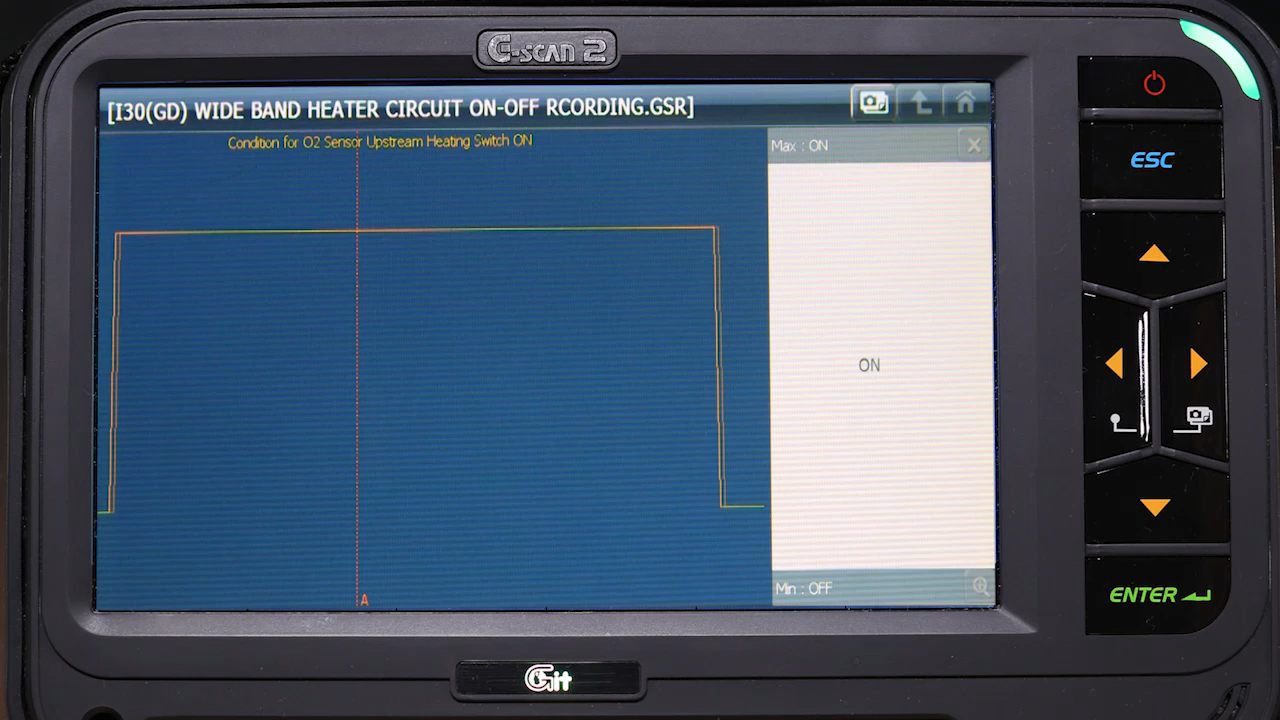 G-SCAN 2
[I30(GD) WIDE BAND HEATER CIRCUIT ON-OFF RCORDING.GSR]
Condition for O2 Sensor Upstream Heating Switch ON
Max : ON
ON
Min : OFF
A
ESC
ENTER
Git